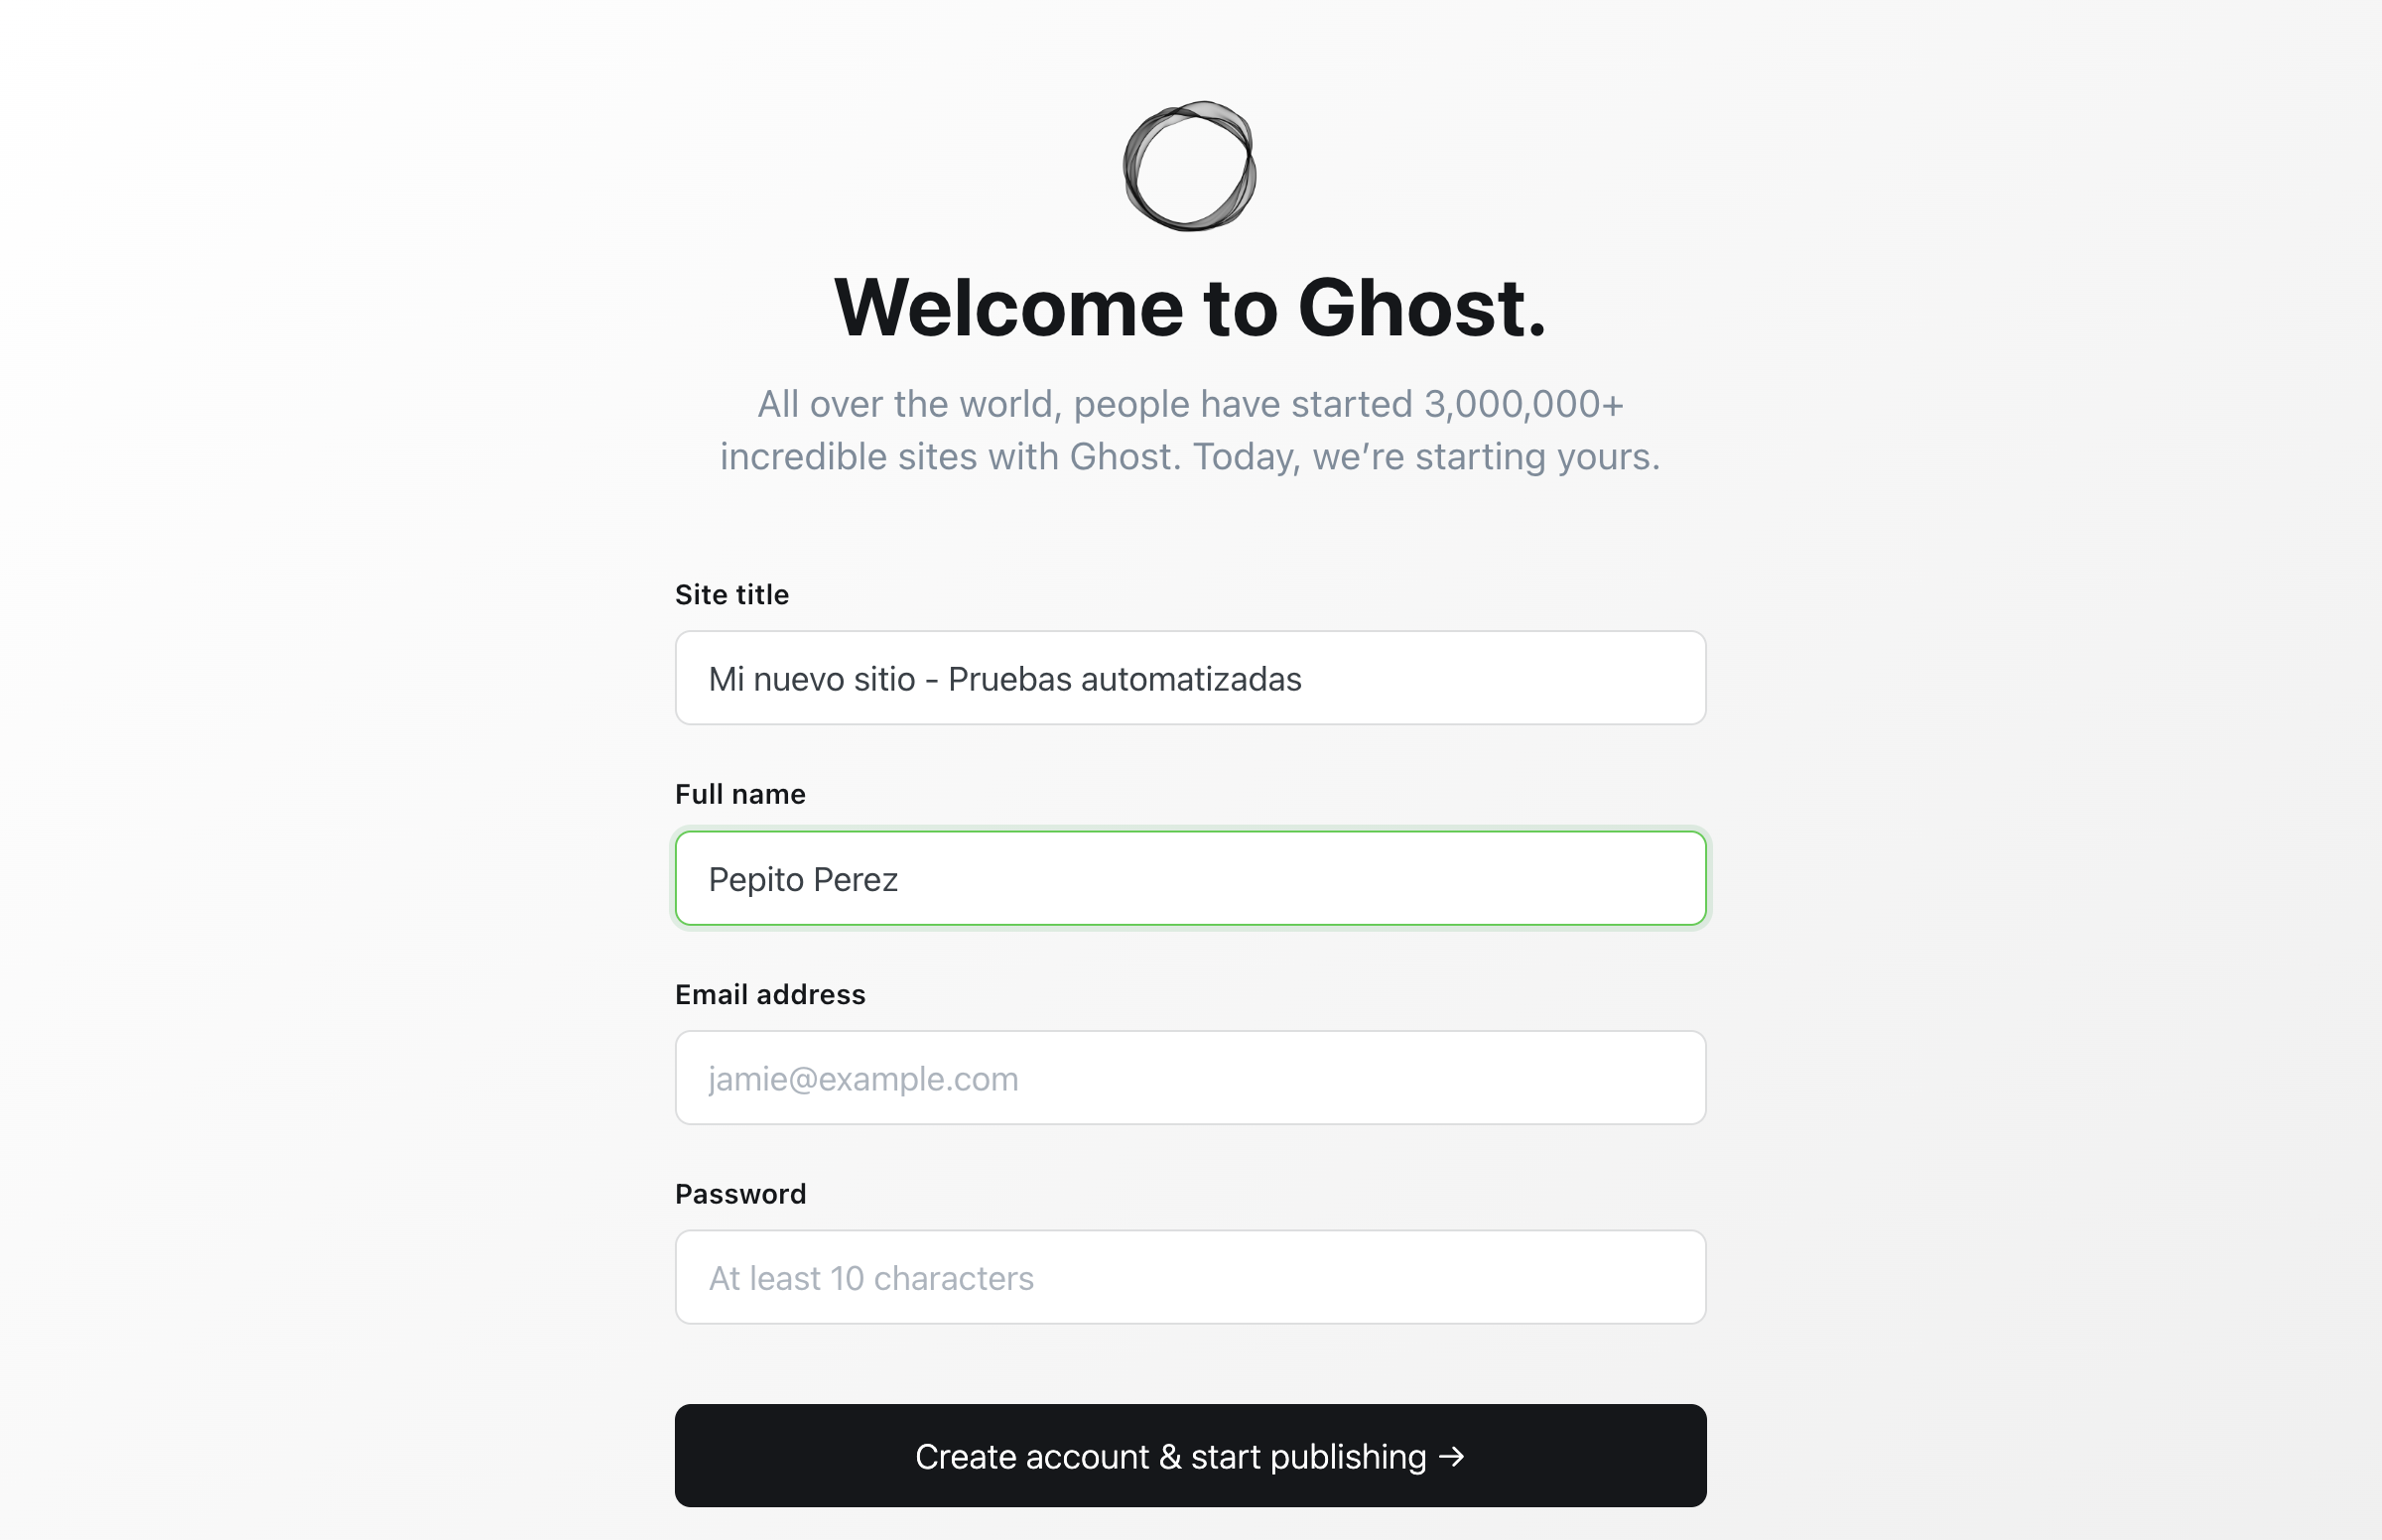 Welcome to Ghost.
All over the world, people have started 3,000,000+
incredible sites with Ghost. Today, we’re starting yours.
Site title
Mi nuevo sitio - Pruebas automatizadas
Full name
Pepito Perez
Email address
jamie@example.com
Password
At least 10 characters
Create account & start publishing →